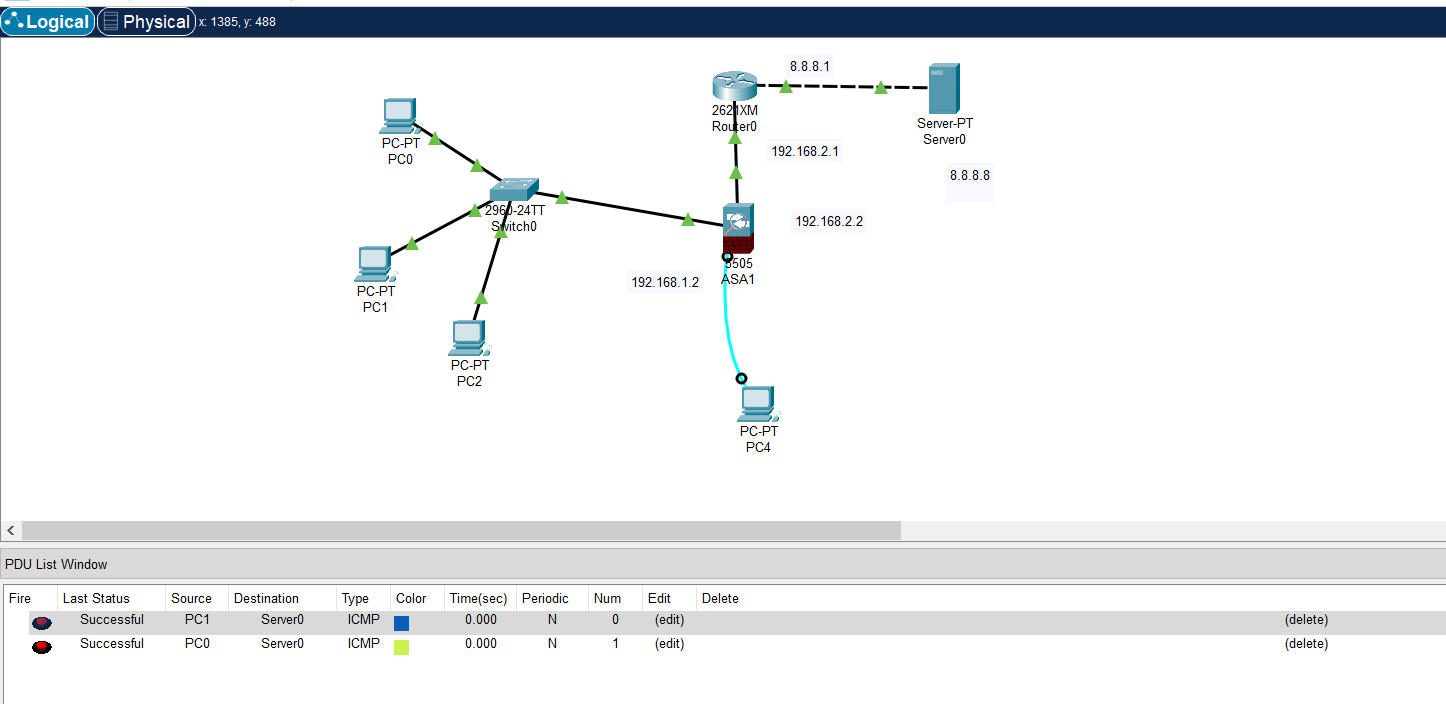 Logical Physical x: 1385, y: 488
8.8.8.1
2621XM
Router0
Server-PT
Server0
PC-PT
PC0
192.168.2.1
8.8.8.8
2960-24TT
Switch0
192.168.2.2
5505
ASA1
192.168.1.2
PC-PT
PC1
PC-PT
PC2
PC-PT
PC4
PDU List Window
Fire Last Status Source Destination Type Color Time(sec) Periodic Num Edit Delete
Successful PC1 Server0 ICMP 0.000 N 0 (edit) (delete)
Successful PC0 Server0 ICMP 0.000 N 1 (edit) (delete)